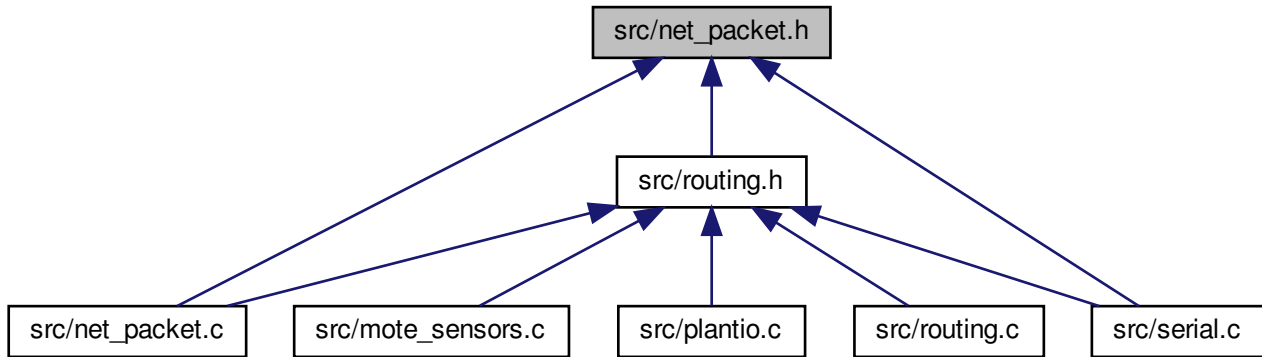 src/net_packet.h
src/routing.h
src/net_packet.c
src/mote_sensors.c
src/plantio.c
src/routing.c
src/serial.c